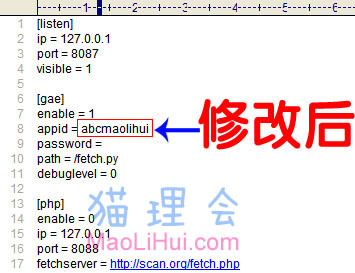 1 [listen]
2 ip = 127.0.0.1
3 port = 8087
4 visible = 1
5
6 [gae]
7 enable = 1
8 appid = abcmaolihui
修改后
9 password =
10 path = /fetch.py
11 debuglevel = 0
12
13 [php]
14 enable = 0
15 ip = 127.0.0.1
16 port = 8088
17 fetchserver = http://scan.org/fetch.php
猫理会
MaoLiHui.com